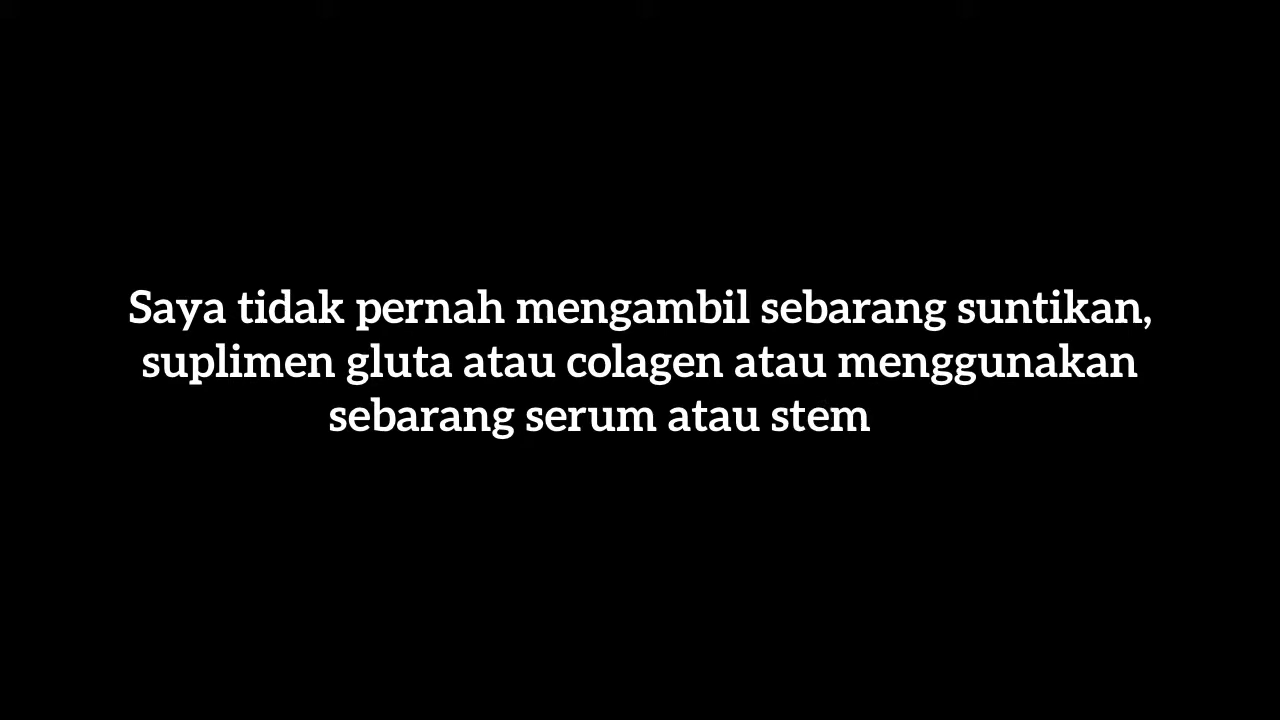 Saya tidak pernah mengambil sebarang suntikan,
suplimen gluta atau colagen atau menggunakan
sebarang serum atau stem